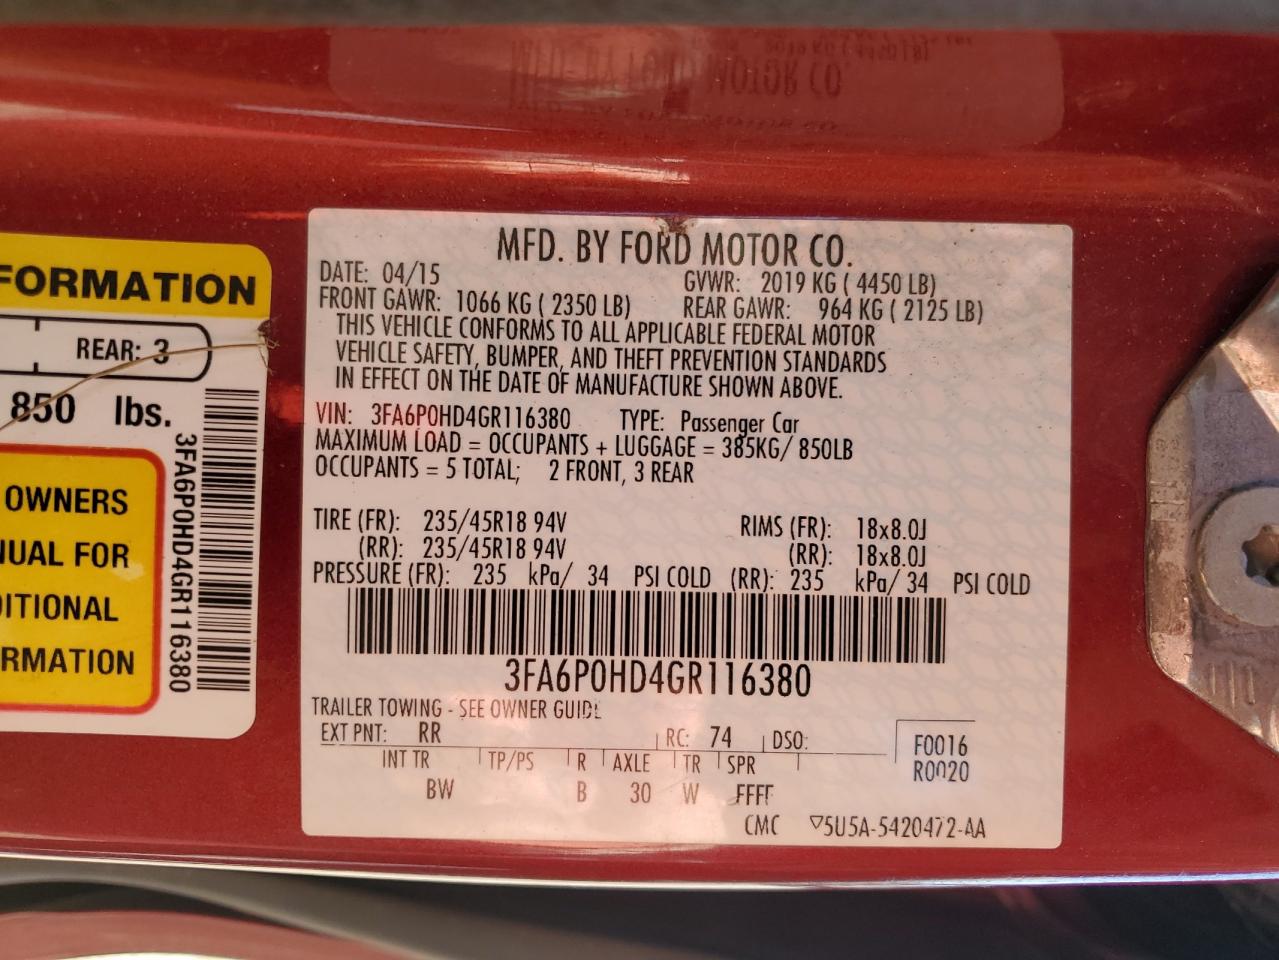 MFD. BY FORD MOTOR CO.
DATE: 04/15 GVWR: 2019 KG ( 4450 LB)
FRONT GAWR: 1066 KG ( 2350 LB) REAR GAWR: 964 KG ( 2125 LB)
THIS VEHICLE CONFORMS TO ALL APPLICABLE FEDERAL MOTOR
VEHICLE SAFETY, BUMPER, AND THEFT PREVENTION STANDARDS
IN EFFECT ON THE DATE OF MANUFACTURE SHOWN ABOVE.
VIN: 3FA6P0HD4GR116380 TYPE: Passenger Car
MAXIMUM LOAD = OCCUPANTS + LUGGAGE = 385KG/ 850LB
OCCUPANTS = 5 TOTAL; 2 FRONT, 3 REAR
TIRE (FR): 235/45R18 94V RIMS (FR): 18x8.0J
(RR): 235/45R18 94V (RR): 18x8.0J
PRESSURE (FR): 235 kPa/ 34 PSI COLD (RR): 235 kPa/ 34 PSI COLD
3FA6P0HD4GR116380
TRAILER TOWING - SEE OWNER GUIDE
EXT PNT: RR RC: 74 DSO:
INT TR TP/PS R AXLE TR SPR
BW B 30 W FFFF
F0016
R0020
CMC ▽5U5A-5420472-AA
FORMATION
REAR: 3
850 lbs.
OWNERS
NUAL FOR
DITIONAL
RMATION
3FA6P0HD4GR116380